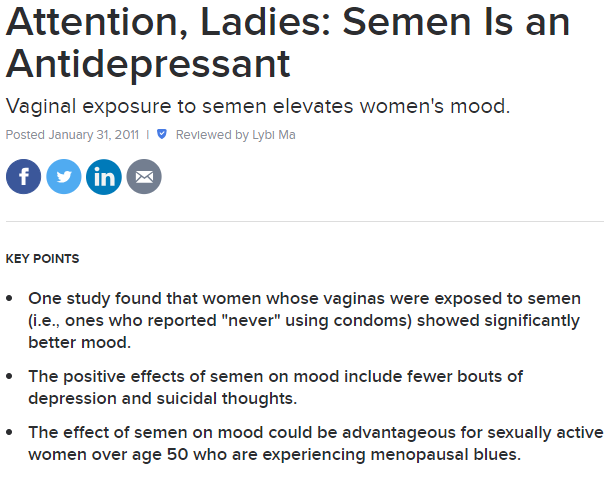 Attention, Ladies: Semen Is an
Antidepressant
Vaginal exposure to semen elevates women's mood.
Posted January 31, 2011 | Reviewed by Lybi Ma
f in
KEY POINTS
• One study found that women whose vaginas were exposed to semen
(i.e., ones who reported "never" using condoms) showed significantly
better mood.
• The positive effects of semen on mood include fewer bouts of
depression and suicidal thoughts.
• The effect of semen on mood could be advantageous for sexually active
women over age 50 who are experiencing menopausal blues.